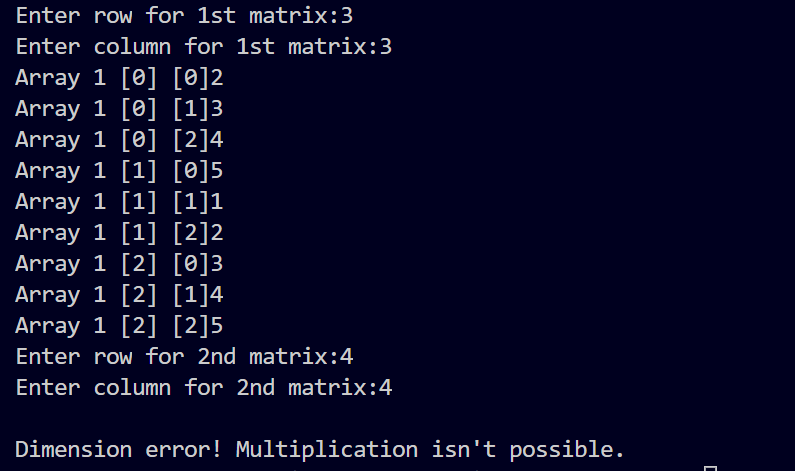 Enter row for 1st matrix:3
Enter column for 1st matrix:3
Array 1 [0] [0]2
Array 1 [0] [1]3
Array 1 [0] [2]4
Array 1 [1] [0]5
Array 1 [1] [1]1
Array 1 [1] [2]2
Array 1 [2] [0]3
Array 1 [2] [1]4
Array 1 [2] [2]5
Enter row for 2nd matrix:4
Enter column for 2nd matrix:4
Dimension error! Multiplication isn't possible.